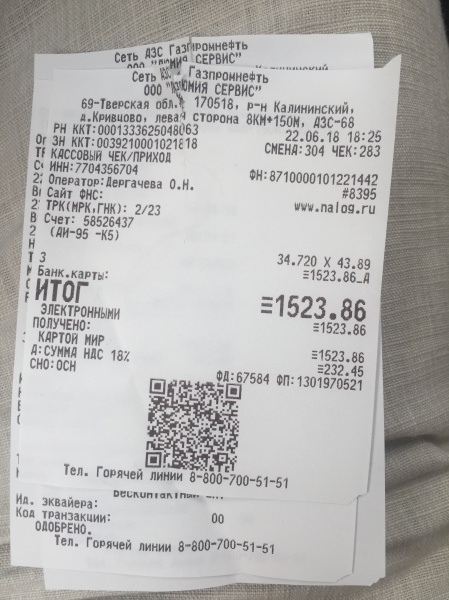 Сеть АЗС Газпромнефть
Сеть АЗС Газпромнефть
69-Тверская обл., 170518, р-н Калининский,
д.Кривцово, левая сторона 8КМ+150М, АЗС-68
РН ККТ:0001333625048063 22.06.18 18:25
ЗН ККТ:0039210001021818 СМЕНА:304 ЧЕК:283
КАССОВЫЙ ЧЕК/ПРИХОД
ИНН:7704356704 ФН:8710000101221442
Оператор:Дергачева О.Н. #8395
Сайт ФНС: www.nalog.ru
ТРК(МРК,ГНК): 2/23
Счет: 58526437
(АИ-95 -К5)
3 34.720 X 43.89
≡1523.86_А
Банк.карты:
ИТОГ ≡1523.86
ЭЛЕКТРОННЫМИ ≡1523.86
ПОЛУЧЕНО:
КАРТОЙ МИР ≡1523.86
А:СУММА НДС 18% ≡232.45
СНО:ОСН ФД:67584 ФП:1301970521
Тел. Горячей линии 8-800-700-51-51
Ид. эквайера:
Код транзакции: 00
ОДОБРЕНО.
Тел. Горячей линии 8-800-700-51-51